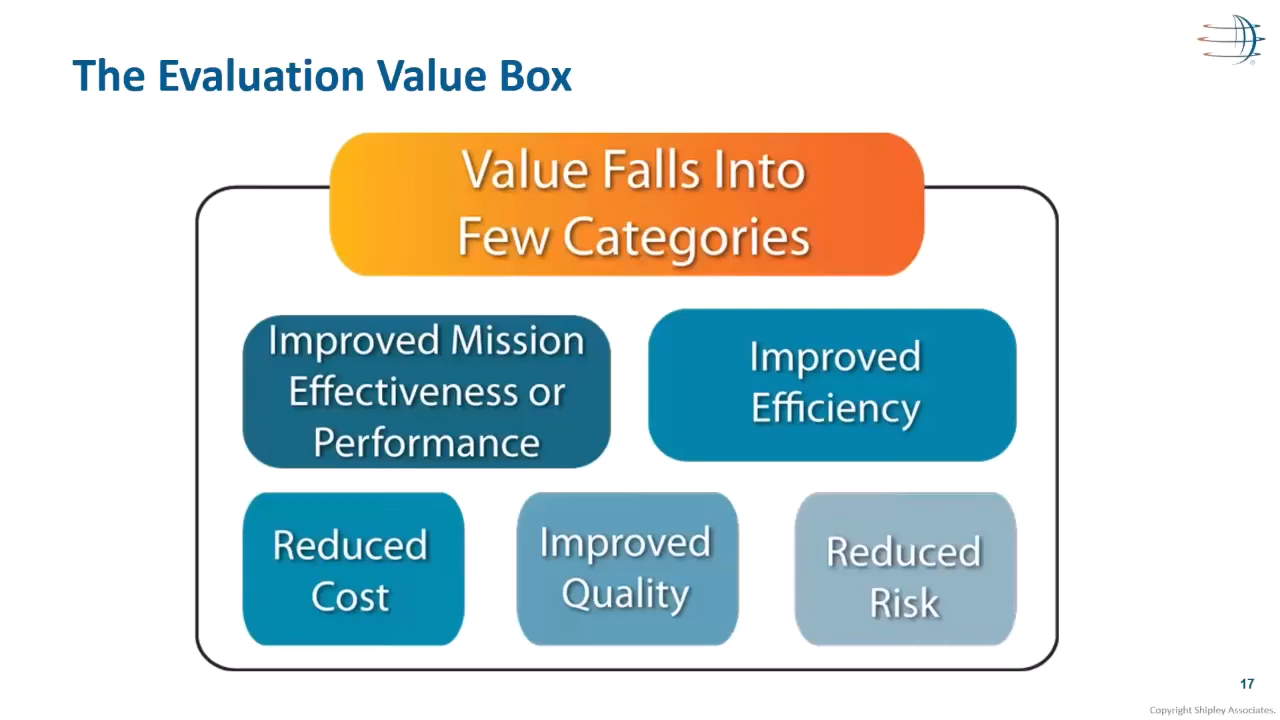 The Evaluation Value Box
Value Falls Into
Few Categories
Improved Mission
Effectiveness or
Performance
Improved
Efficiency
Reduced
Cost
Improved
Quality
Reduced
Risk
17
Copyright Shipley Associates.